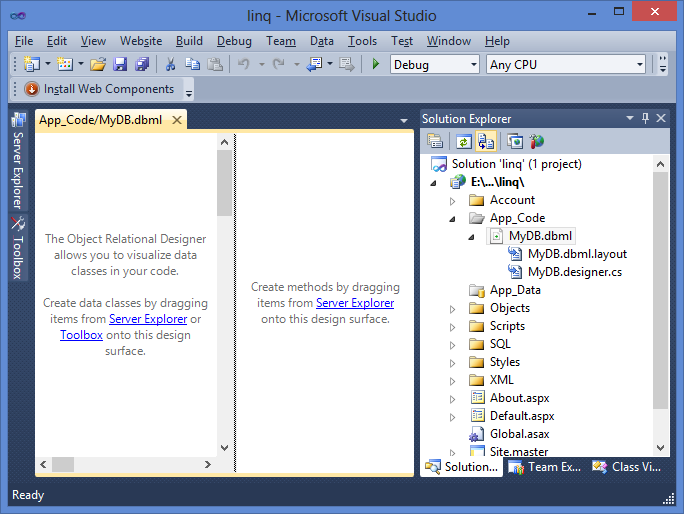 linq - Microsoft Visual Studio
File Edit View Website Build Debug Team Data Tools Test Window Help
Debug Any CPU
Install Web Components
Server Explorer
Toolbox
App_Code/MyDB.dbml
The Object Relational Designer
allows you to visualize data
classes in your code.
Create data classes by dragging
items from Server Explorer or
Toolbox onto this design
surface.
Create methods by dragging
items from Server Explorer
onto this design surface.
Solution Explorer
Solution 'linq' (1 project)
E:\...\linq\
Account
App_Code
MyDB.dbml
MyDB.dbml.layout
MyDB.designer.cs
App_Data
Objects
Scripts
SQL
Styles
XML
About.aspx
Default.aspx
Global.asax
Site.master
Solution... Team Ex... Class Vi...
Ready